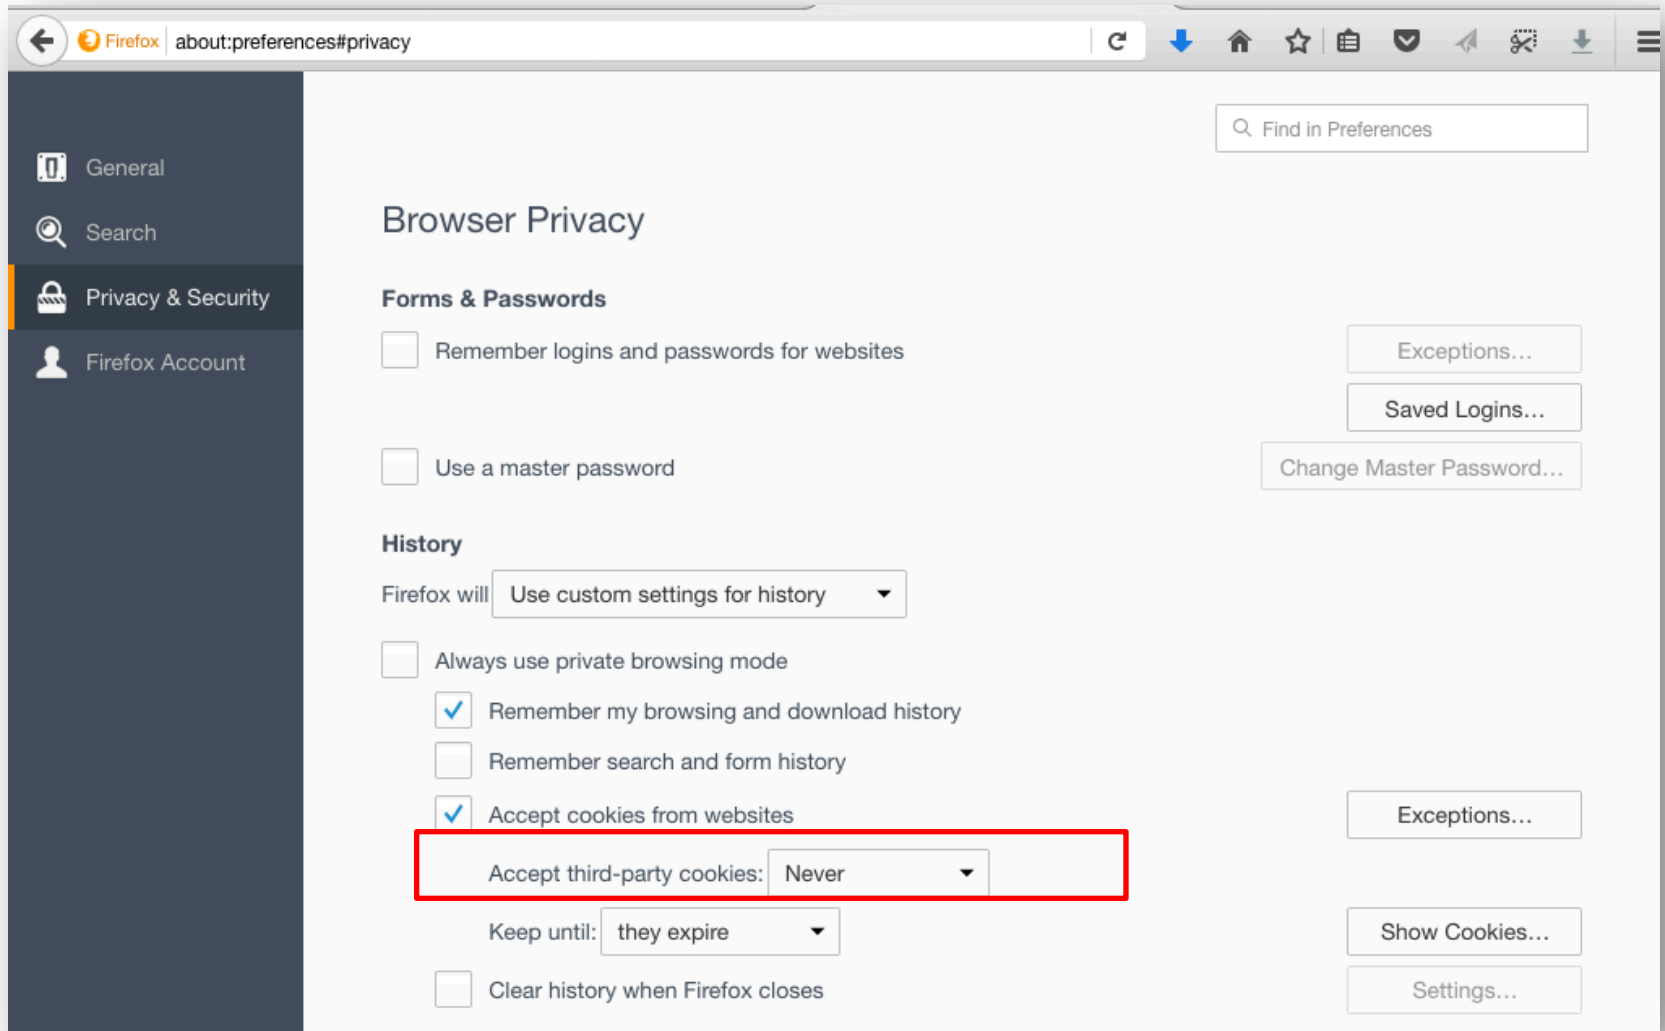 Firefox about:preferences#privacy
Find in Preferences
General
Search
Privacy & Security
Firefox Account
Browser Privacy
Forms & Passwords
Remember logins and passwords for websites Exceptions...
Saved Logins...
Use a master password Change Master Password...
History
Firefox will Use custom settings for history
Always use private browsing mode
Remember my browsing and download history
Remember search and form history
Accept cookies from websites Exceptions...
Accept third-party cookies: Never
Keep until: they expire Show Cookies...
Clear history when Firefox closes Settings...